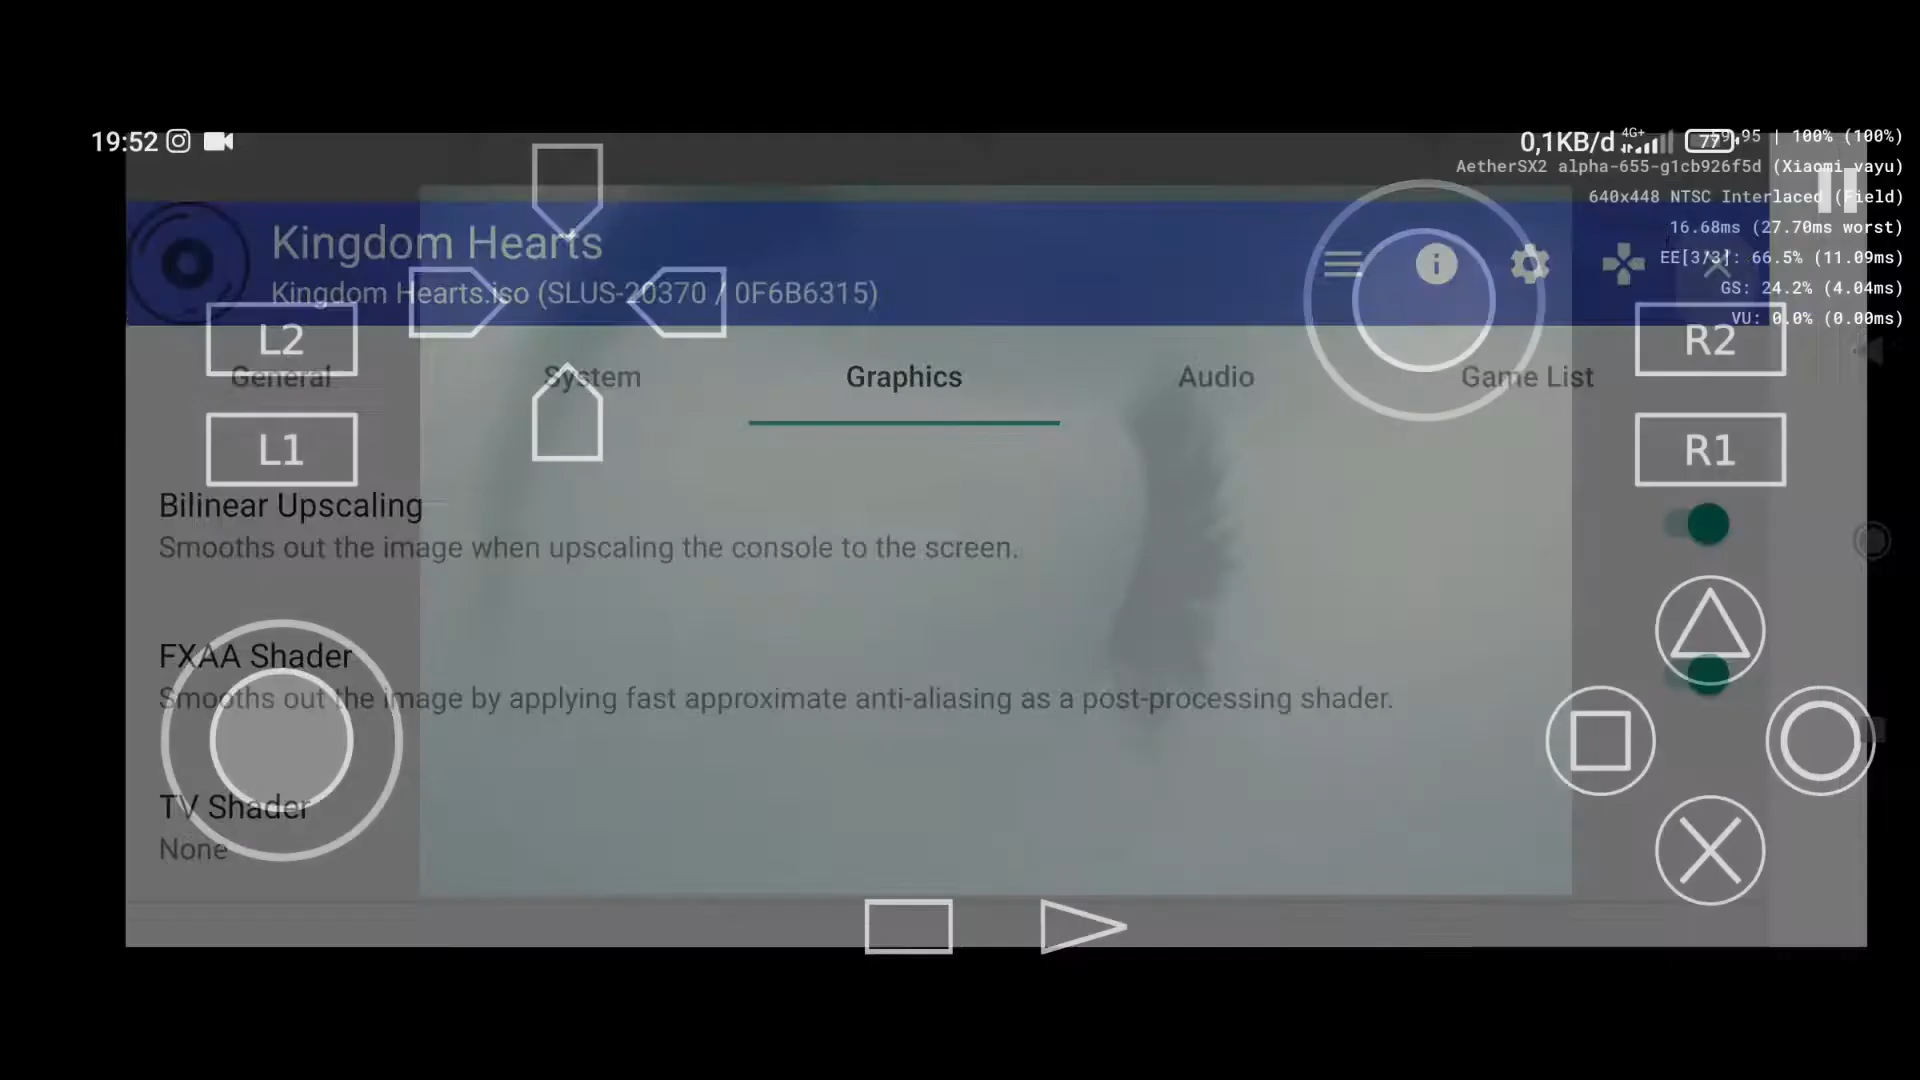 19:52
0,1KB/d 4G+ 77
59.95 | 100% (100%)
AetherSX2 alpha-655-g1cb926f5d (Xiaomi vayu)
640x448 NTSC Interlaced (Field)
16.68ms (27.70ms worst)
EE[3/3]: 66.5% (11.09ms)
GS: 24.2% (4.04ms)
VU: 0.0% (0.00ms)
Kingdom Hearts
Kingdom Hearts.iso (SLUS-20370 / 0F6B6315)
L2
R2
General System Graphics Audio Game List
L1
R1
Bilinear Upscaling
Smooths out the image when upscaling the console to the screen.
FXAA Shader
Smooths out the image by applying fast approximate anti-aliasing as a post-processing shader.
TV Shader
None